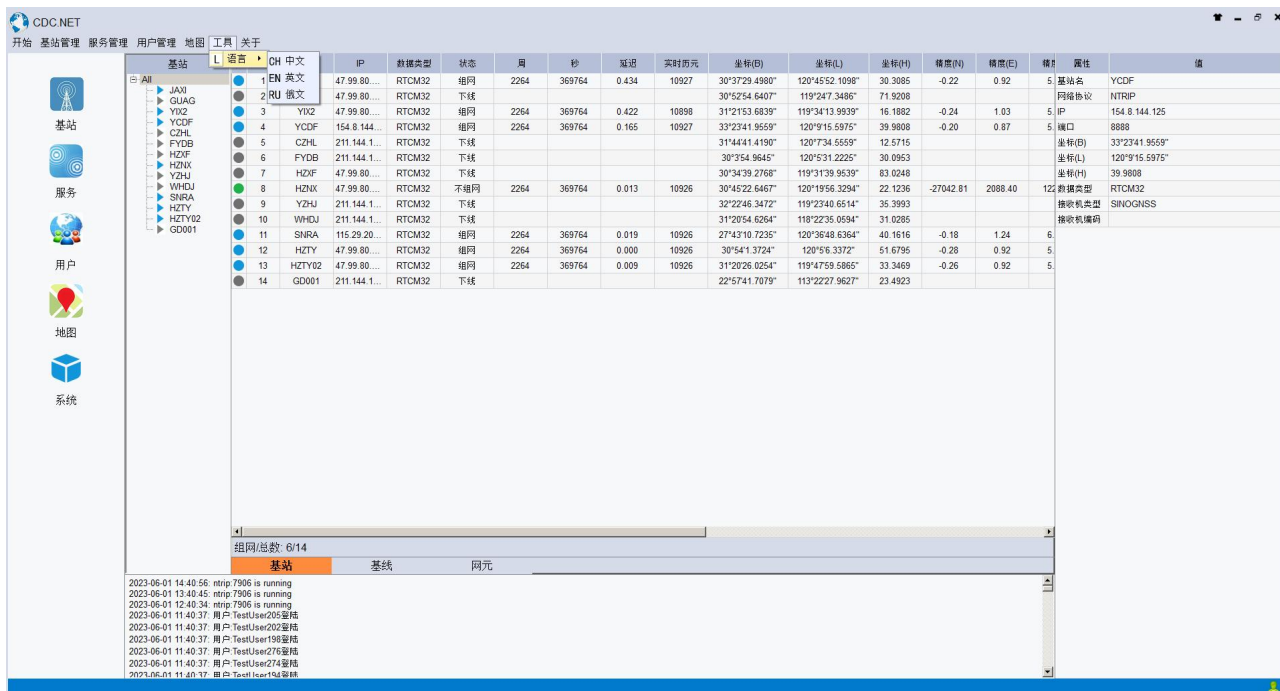 CDC.NET
开始 基站管理 服务管理 用户管理 地图 工具 关于
L 语言
CH 中文
EN 英文
RU 俄文
基站
服务
用户
地图
系统
基站
All
JAXI
GUAG
YIX2
YCDF
CZHL
FYDB
HZXF
HZNX
YZHJ
WHDJ
SNRA
HZTY
HZTY02
GD001
IP 数据类型 状态 周 秒 延迟 实时历元 坐标(B) 坐标(L) 坐标(H) 精度(N) 精度(E)
1 47.99.80.... RTCM32 组网 2264 369764 0.434 10927 30°37'29.4980" 120°45'52.1098" 30.3085 -0.22 0.92 5.
2 47.99.80.... RTCM32 下线 30°52'54.6407" 119°24'7.3486" 71.9208
3 YIX2 47.99.80.... RTCM32 组网 2264 369764 0.422 10898 31°21'53.6839" 119°34'13.9939" 16.1882 -0.24 1.03 5.
4 YCDF 154.8.144... RTCM32 组网 2264 369764 0.165 10927 33°23'41.9559" 120°9'15.5975" 39.9808 -0.20 0.87 5.
5 CZHL 211.144.1... RTCM32 下线 31°44'41.4190" 120°7'34.5559" 12.5715
6 FYDB 211.144.1... RTCM32 下线 30°3'54.9645" 120°5'31.2225" 30.0953
7 HZXF 47.99.80.... RTCM32 下线 30°34'39.2768" 119°31'39.9539" 83.0248
8 HZNX 47.99.80.... RTCM32 不组网 2264 369764 0.013 10926 30°45'22.6467" 120°19'56.3294" 22.1236 -27042.81 2088.40 122
9 YZHJ 211.144.1... RTCM32 下线 32°22'46.3472" 119°23'40.6514" 35.3993
10 WHDJ 211.144.1... RTCM32 下线 31°20'54.6264" 118°22'35.0594" 31.0285
11 SNRA 115.29.20... RTCM32 组网 2264 369764 0.019 10926 27°43'10.7235" 120°36'48.6364" 40.1616 -0.18 1.24 6.
12 HZTY 47.99.80.... RTCM32 组网 2264 369764 0.000 10926 30°54'1.3724" 120°5'6.3372" 51.6795 -0.28 0.92 5.
13 HZTY02 47.99.80.... RTCM32 组网 2264 369764 0.009 10926 31°20'26.0254" 119°47'59.5865" 33.3469 -0.26 0.92 5.
14 GD001 211.144.1... RTCM32 下线 22°57'41.7079" 113°22'27.9627" 23.4923
属性 值
基站名 YCDF
网络协议 NTRIP
IP 154.8.144.125
端口 8888
坐标(B) 33°23'41.9559"
坐标(L) 120°9'15.5975"
坐标(H) 39.9808
数据类型 RTCM32
接收机类型 SINOGNSS
接收机编码
组网/总数: 6/14
基站 基线 网元
2023-06-01 14:40:56: ntrip:7906 is running
2023-06-01 13:40:45: ntrip:7906 is running
2023-06-01 12:40:34: ntrip:7906 is running
2023-06-01 11:40:37: 用户:TestUser205登陆
2023-06-01 11:40:37: 用户:TestUser202登陆
2023-06-01 11:40:37: 用户:TestUser198登陆
2023-06-01 11:40:37: 用户:TestUser276登陆
2023-06-01 11:40:37: 用户:TestUser274登陆
2023-06-01 11:40:37: 用户:TestUser194登陆